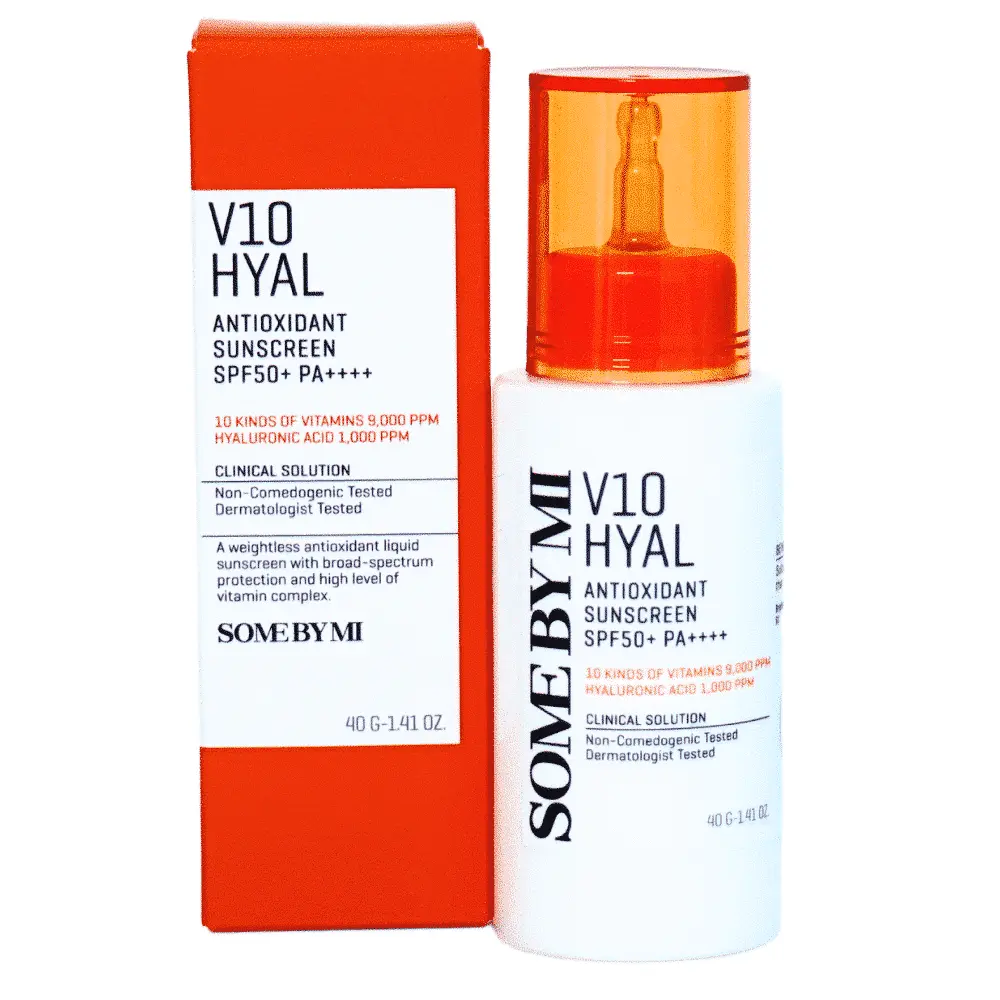 V10
HYAL
ANTIOXIDANT
SUNSCREEN
SPF50+ PA++++
10 KINDS OF VITAMINS 9,000 PPM
HYALURONIC ACID 1,000 PPM
CLINICAL SOLUTION
Non-Comedogenic Tested
Dermatologist Tested
A weightless antioxidant liquid
sunscreen with broad-spectrum
protection and high level of
vitamin complex.
SOME BY MI
40 G-1.41 OZ.
SOME BY MI
V10
HYAL
ANTIOXIDANT
SUNSCREEN
SPF50+ PA++++
10 KINDS OF VITAMINS 9,000 PPM
HYALURONIC ACID 1,000 PPM
CLINICAL SOLUTION
Non-Comedogenic Tested
Dermatologist Tested
40 G-1.41 OZ.